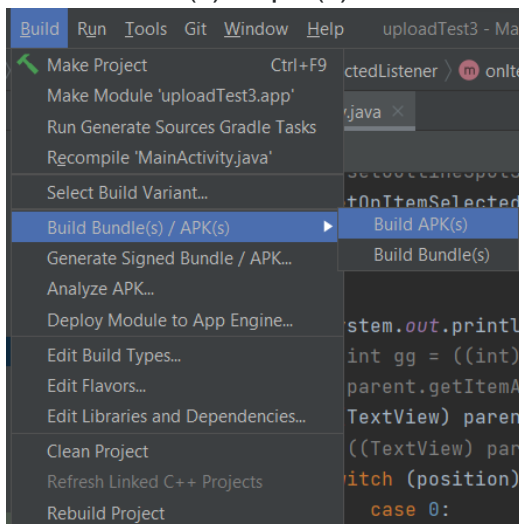 Build Run Tools Git Window Help uploadTest3 - Ma
Make Project Ctrl+F9
ctedListener 〉 m onIte
Make Module 'uploadTest3.app'
.java ×
Run Generate Sources Gradle Tasks
Recompile 'MainActivity.java'
Select Build Variant...
tOnItemSelected
Build Bundle(s) / APK(s)
Build APK(s)
Generate Signed Bundle / APK...
Build Bundle(s)
Analyze APK...
Deploy Module to App Engine...
stem.out.printl
Edit Build Types...
int gg = ((int)
Edit Flavors...
parent.getItemA
Edit Libraries and Dependencies...
TextView) paren
Clean Project
((TextView) par
Refresh Linked C++ Projects
itch (position)
Rebuild Project
case 0: